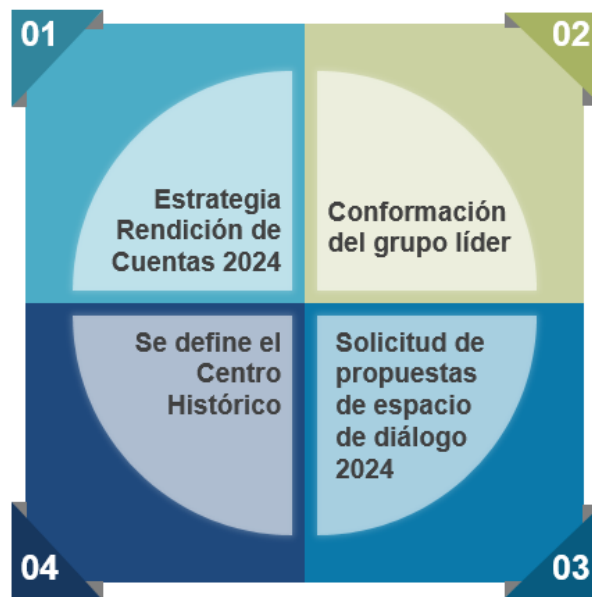 01
Estrategia
Rendición de
Cuentas 2024
02
Conformación
del grupo líder
03
Solicitud de
propuestas
de espacio
de diálogo
2024
04
Se define el
Centro
Histórico